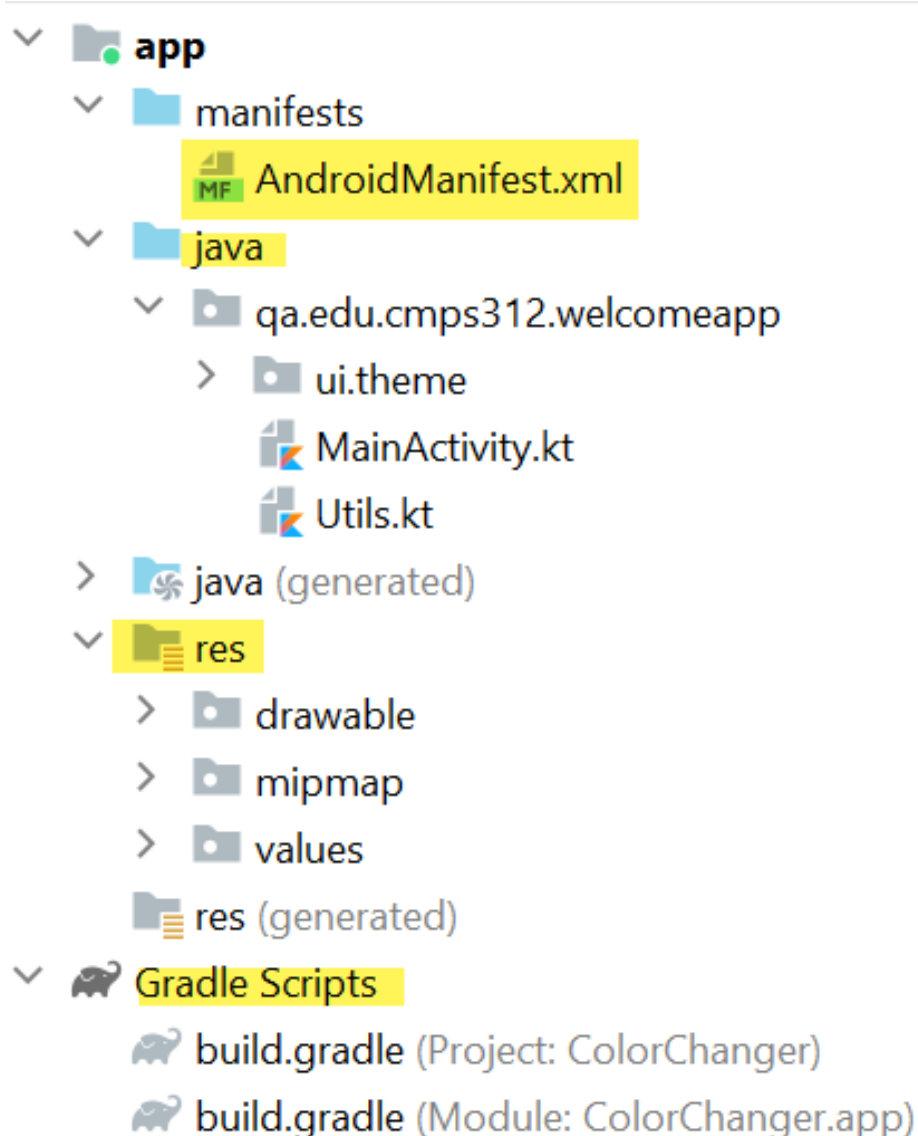 app
manifests
MF AndroidManifest.xml
java
qa.edu.cmps312.welcomeapp
ui.theme
MainActivity.kt
Utils.kt
java (generated)
res
drawable
mipmap
values
res (generated)
Gradle Scripts
build.gradle (Project: ColorChanger)
build.gradle (Module: ColorChanger.app)